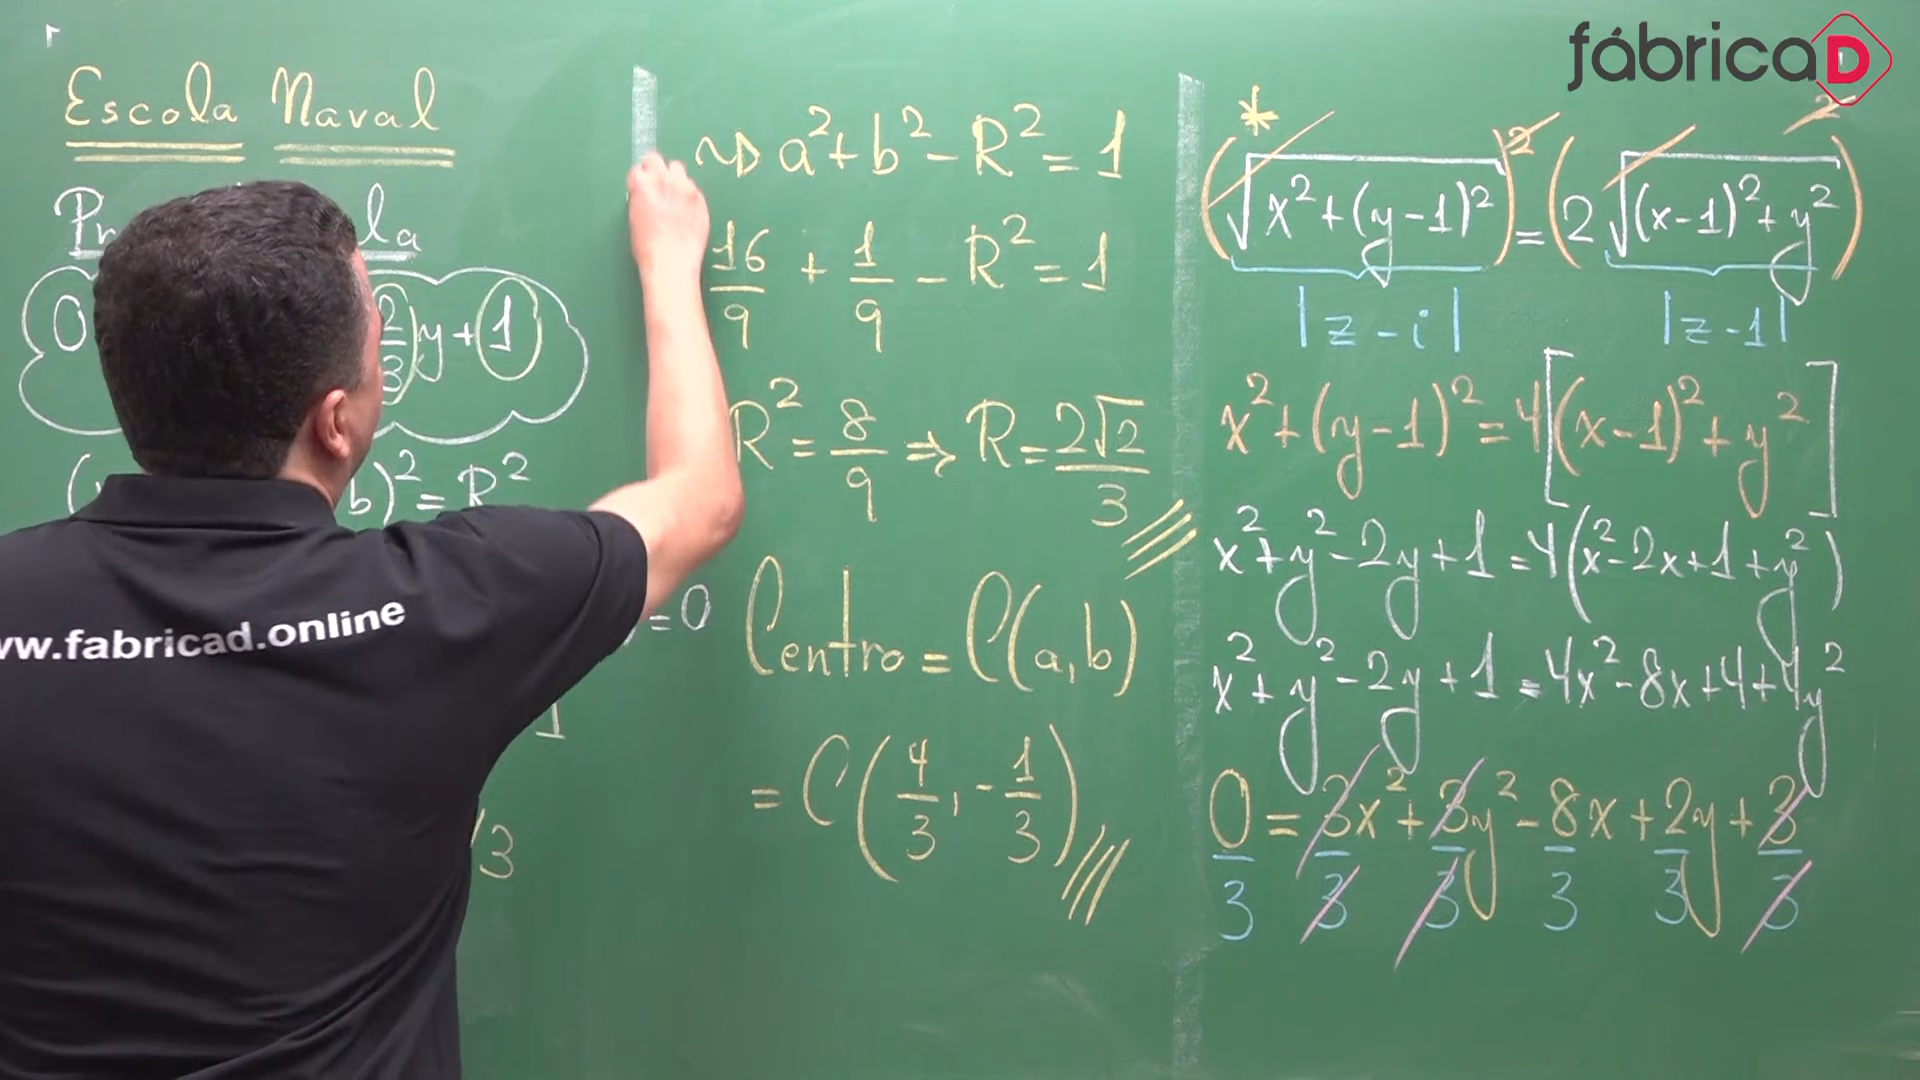 fábricaD
Escola Naval
la
0 2/3 y + 1
b)² = R²
= 0
1
/3
www.fabricad.online
⇝ a² + b² - R² = 1
16/9 + 1/9 - R² = 1
R² = 8/9 ⇒ R = 2√2/3
Centro = C(a,b)
= C(4/3, -1/3)
*
(√(x² + (y-1)²))² = (2√((x-1)² + y²))²
|z - i| |z - 1|
x² + (y-1)² = 4[(x-1)² + y²]
x² + y² - 2y + 1 = 4(x² - 2x + 1 + y²)
x² + y² - 2y + 1 = 4x² - 8x + 4 + 4y²
0 = 3x² + 3y² - 8x + 2y + 3
3 3 3 3 3 3